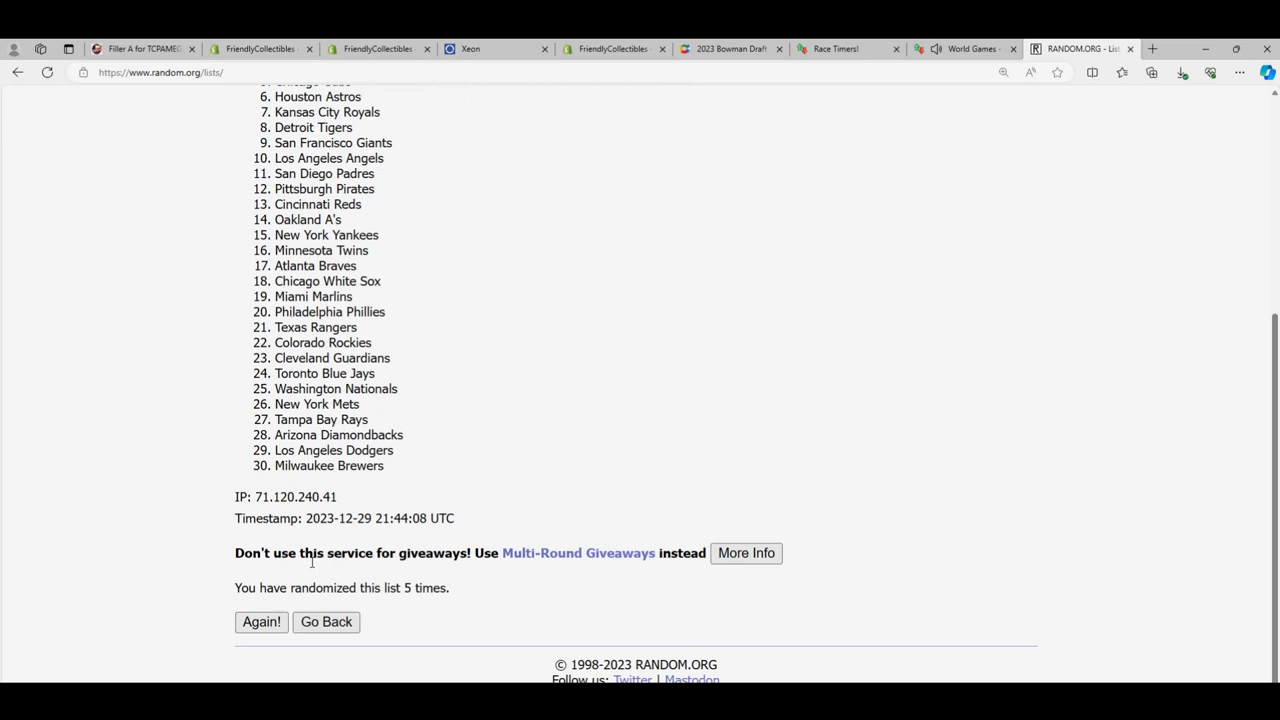 Filler A for TCPAMEG
FriendlyCollectibles
FriendlyCollectibles
Xeon
FriendlyCollectibles
2023 Bowman Draft
Race Timers!
World Games -
RANDOM.ORG - List
https://www.random.org/lists/
6. Houston Astros
7. Kansas City Royals
8. Detroit Tigers
9. San Francisco Giants
10. Los Angeles Angels
11. San Diego Padres
12. Pittsburgh Pirates
13. Cincinnati Reds
14. Oakland A's
15. New York Yankees
16. Minnesota Twins
17. Atlanta Braves
18. Chicago White Sox
19. Miami Marlins
20. Philadelphia Phillies
21. Texas Rangers
22. Colorado Rockies
23. Cleveland Guardians
24. Toronto Blue Jays
25. Washington Nationals
26. New York Mets
27. Tampa Bay Rays
28. Arizona Diamondbacks
29. Los Angeles Dodgers
30. Milwaukee Brewers
IP: 71.120.240.41
Timestamp: 2023-12-29 21:44:08 UTC
Don't use this service for giveaways! Use Multi-Round Giveaways instead More Info
You have randomized this list 5 times.
Again! Go Back
© 1998-2023 RANDOM.ORG
Follow us: Twitter | Mastodon